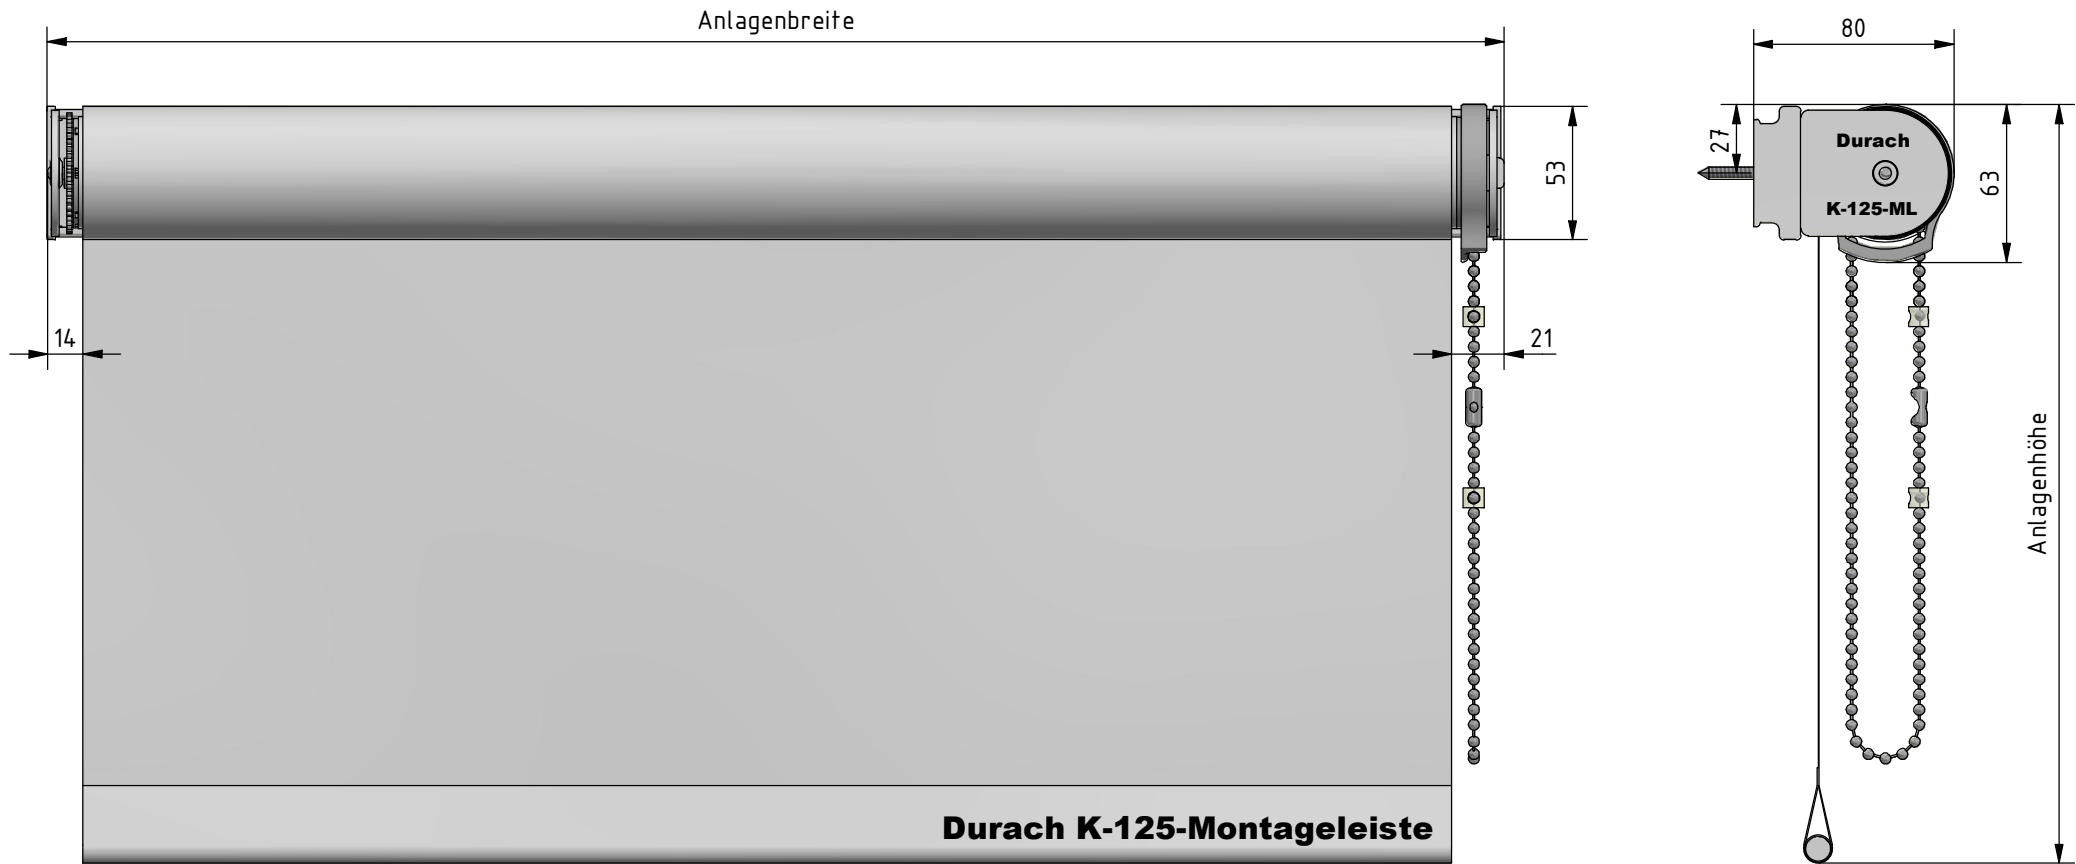 Anlagenbreite
80
27
Durach
K-125-ML
53
63
14
21
Anlagenhöhe
Durach K-125-Montageleiste